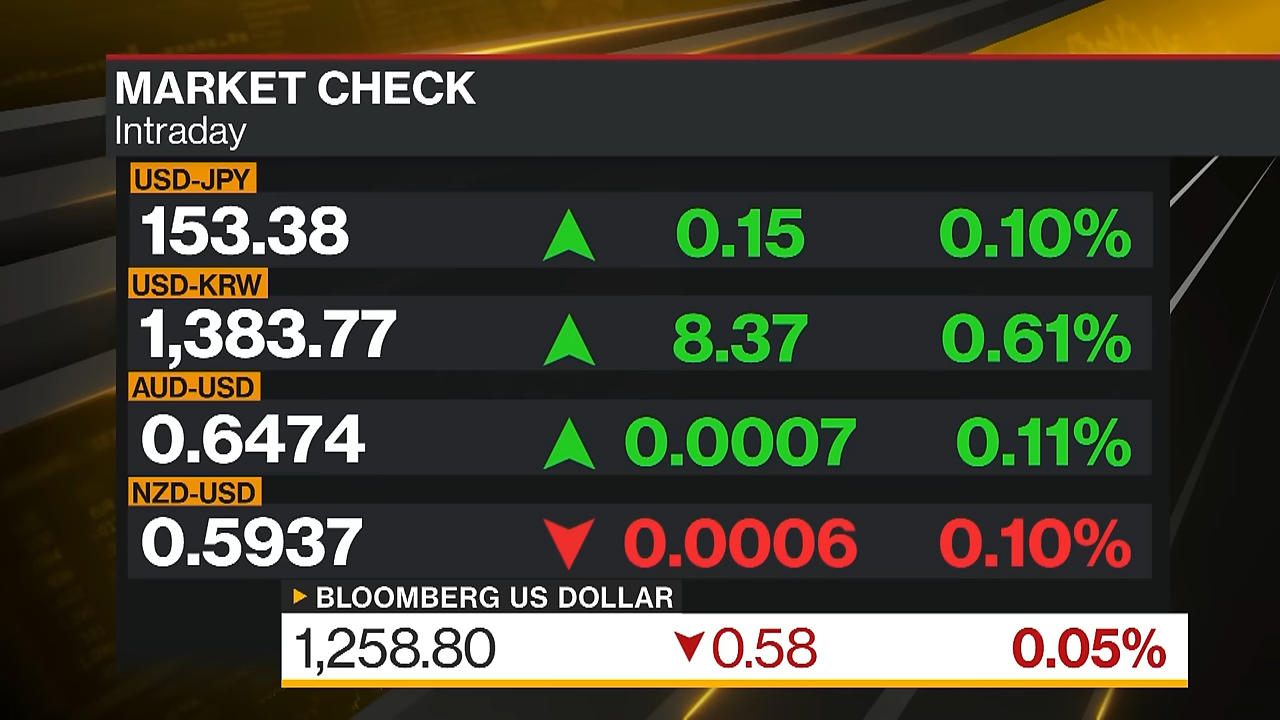 MARKET CHECK
Intraday
USD-JPY
153.38 ▲ 0.15 0.10%
USD-KRW
1,383.77 ▲ 8.37 0.61%
AUD-USD
0.6474 ▲ 0.0007 0.11%
NZD-USD
0.5937 ▼ 0.0006 0.10%
BLOOMBERG US DOLLAR
1,258.80 ▼ 0.58 0.05%